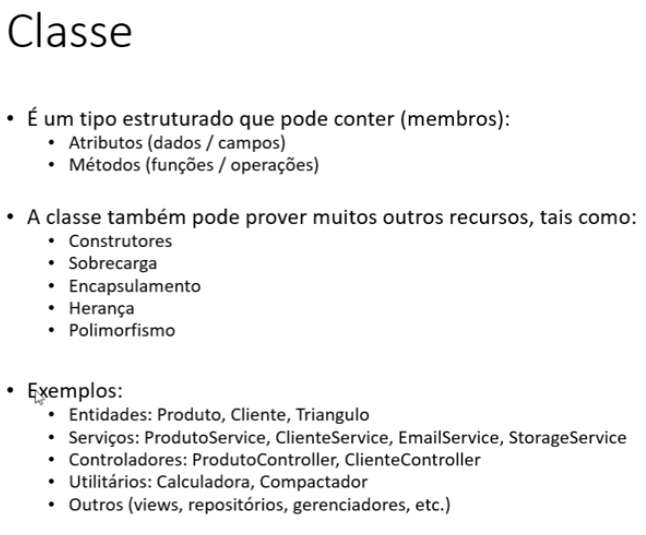 Classe
• É um tipo estruturado que pode conter (membros):
• Atributos (dados / campos)
• Métodos (funções / operações)
• A classe também pode prover muitos outros recursos, tais como:
• Construtores
• Sobrecarga
• Encapsulamento
• Herança
• Polimorfismo
• Exemplos:
• Entidades: Produto, Cliente, Triangulo
• Serviços: ProdutoService, ClienteService, EmailService, StorageService
• Controladores: ProdutoController, ClienteController
• Utilitários: Calculadora, Compactador
• Outros (views, repositórios, gerenciadores, etc.)